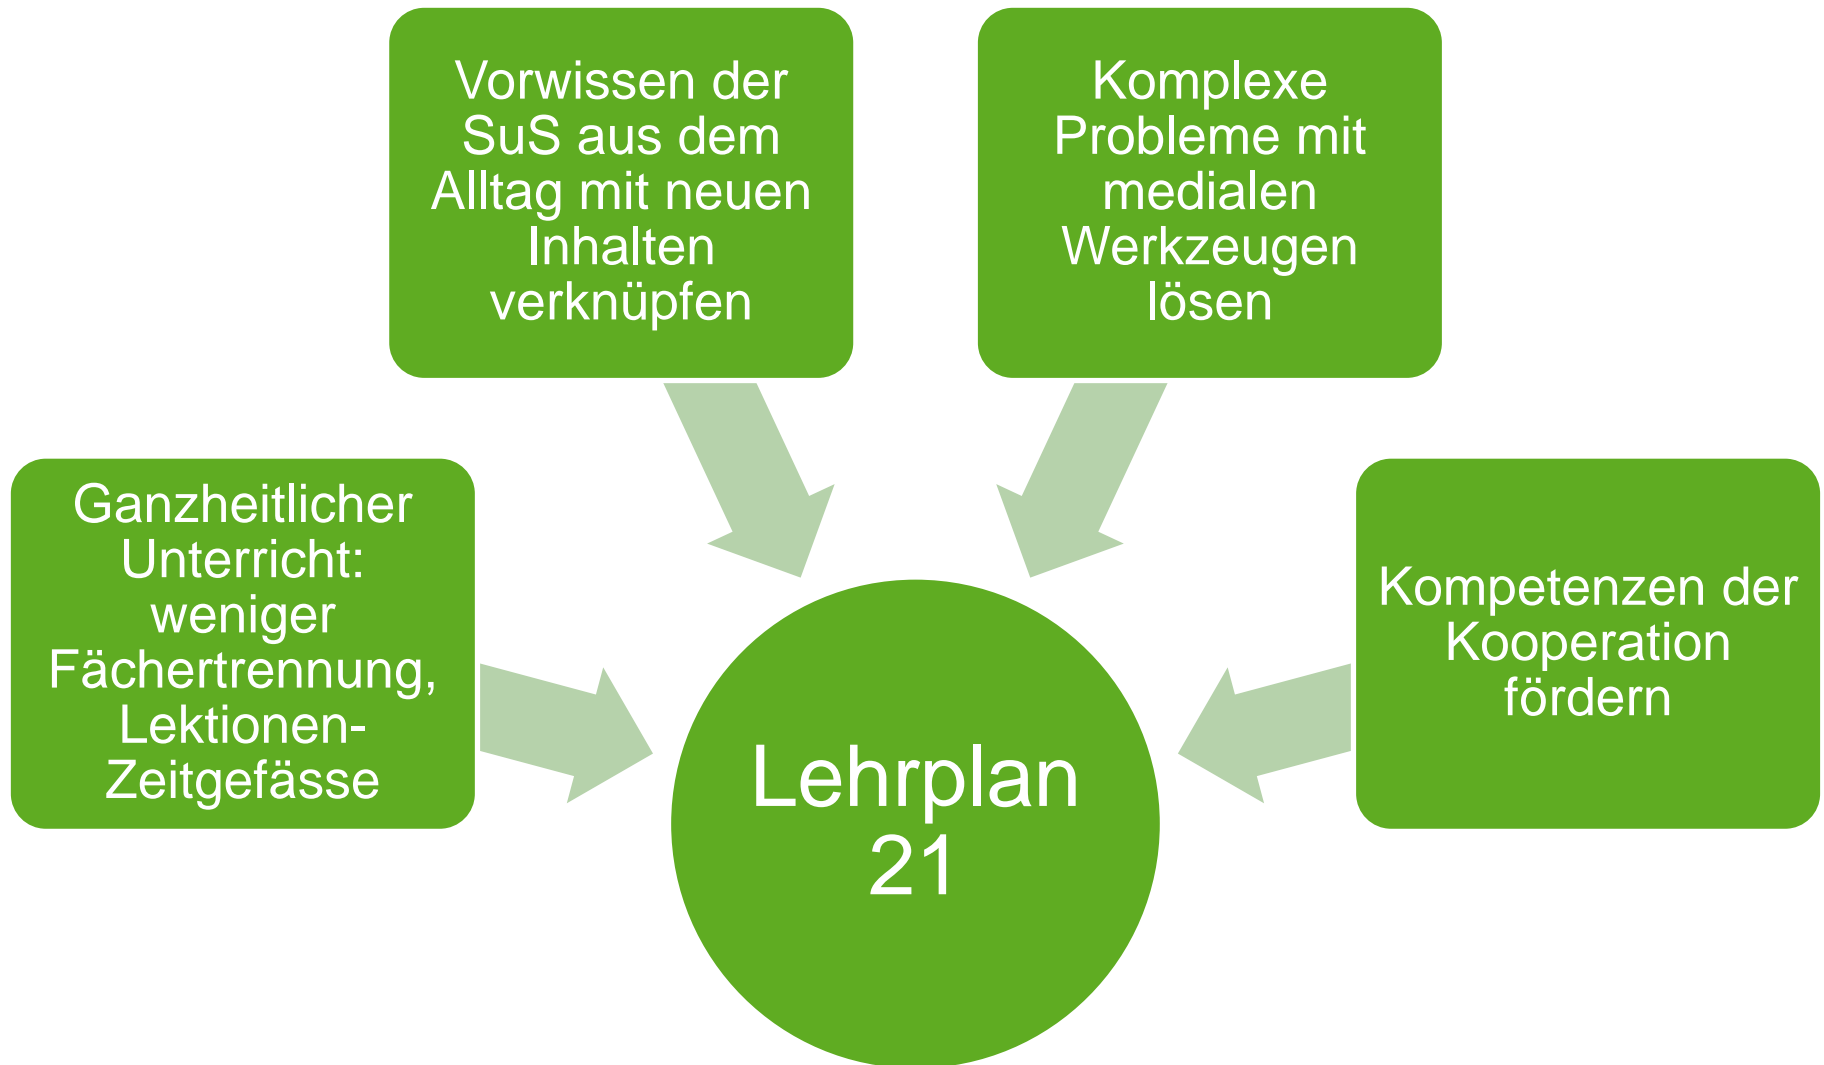 Vorwissen der
SuS aus dem
Alltag mit neuen
Inhalten
verknüpfen
Komplexe
Probleme mit
medialen
Werkzeugen
lösen
Ganzheitlicher
Unterricht:
weniger
Fächertrennung,
Lektionen-
Zeitgefässe
Kompetenzen der
Kooperation
fördern
Lehrplan
21